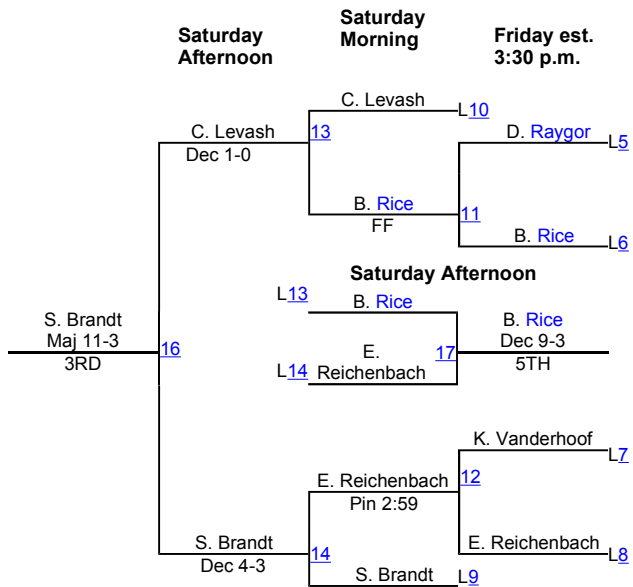 Saturday
Afternoon
Saturday
Morning
Friday est.
3:30 p.m.
C. Levash
L10
C. Levash
13
D. Raygor
L5
Dec 1-0
B. Rice
11
FF
B. Rice
L6
Saturday Afternoon
L13
B. Rice
S. Brandt
Maj 11-3
16
3RD
E.
Reichenbach
L14
17
B. Rice
Dec 9-3
5TH
K. Vanderhoof
L7
E. Reichenbach
12
Pin 2:59
S. Brandt
14
Dec 4-3
E. Reichenbach
L8
S. Brandt
L9